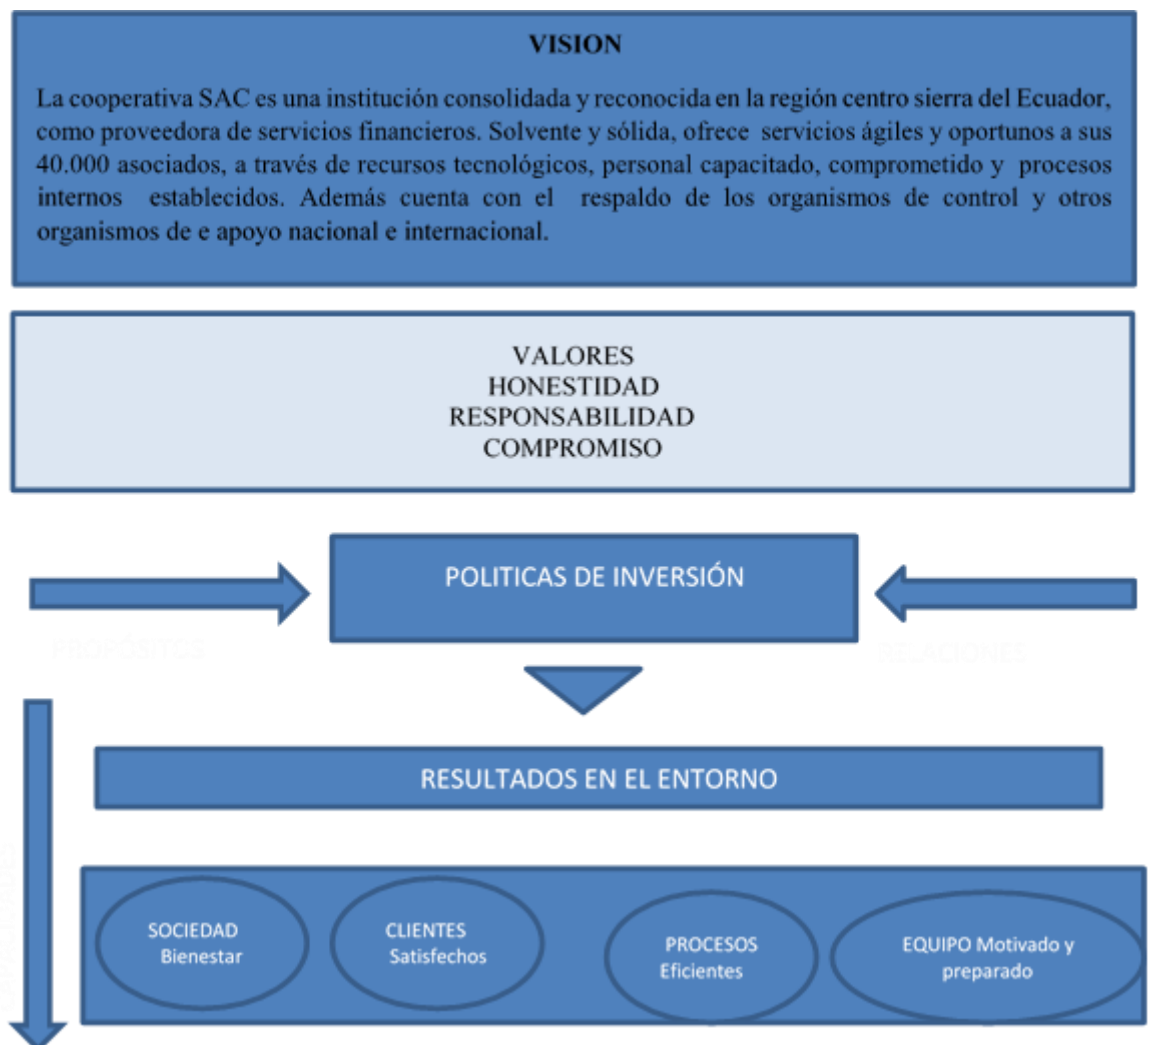 VISION
La cooperativa SAC es una institución consolidada y reconocida en la región centro sierra del Ecuador,
como proveedora de servicios financieros. Solvente y sólida, ofrece servicios ágiles y oportunos a sus
40.000 asociados, a través de recursos tecnológicos, personal capacitado, comprometido y procesos
internos establecidos. Además cuenta con el respaldo de los organismos de control y otros
organismos de e apoyo nacional e internacional.
VALORES
HONESTIDAD
RESPONSABILIDAD
COMPROMISO
POLITICAS DE INVERSIÓN
PROPÓSITOS
RELACIONES
RESULTADOS EN EL ENTORNO
SOCIEDAD
Bienestar
CLIENTES
Satisfechos
PROCESOS
Eficientes
EQUIPO Motivado y
preparado